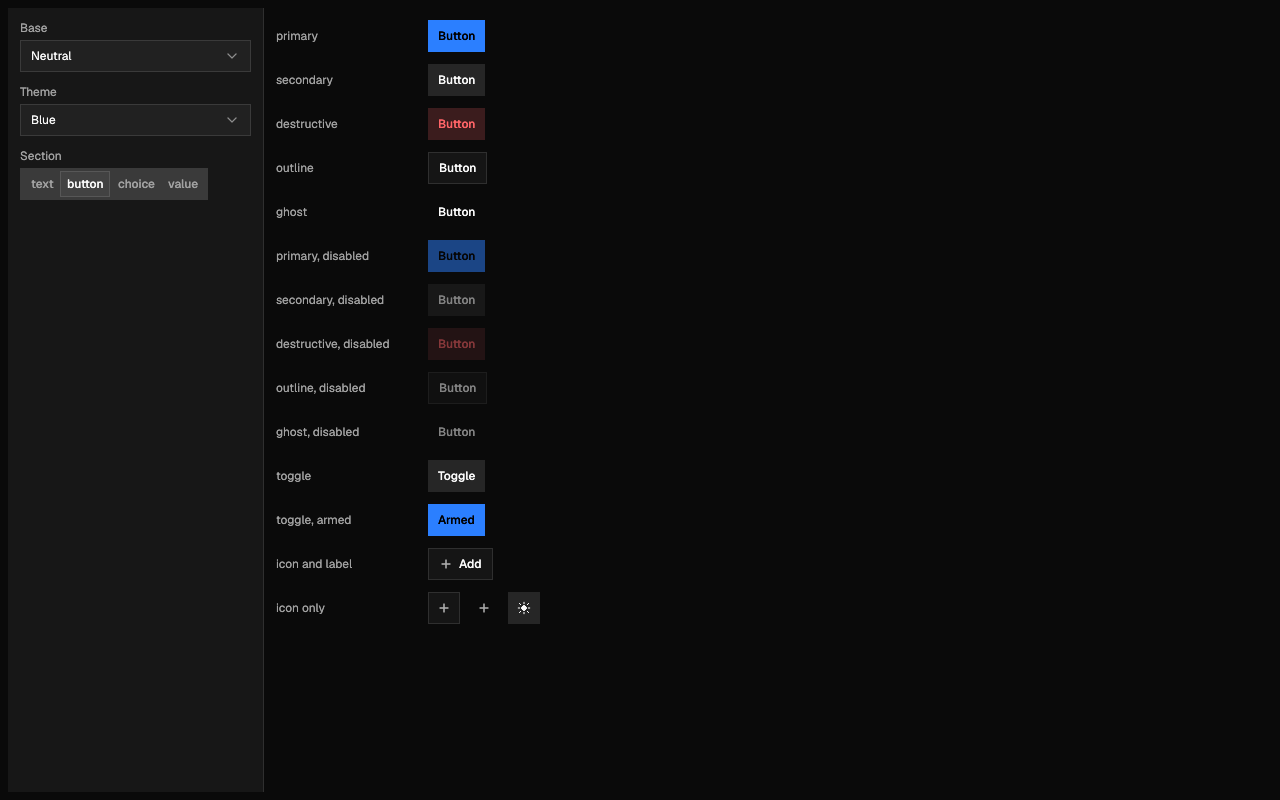 Base
Neutral
Theme
Blue
Section
text button choice value
primary Button
secondary Button
destructive Button
outline Button
ghost Button
primary, disabled Button
secondary, disabled Button
destructive, disabled Button
outline, disabled Button
ghost, disabled Button
toggle Toggle
toggle, armed Armed
icon and label Add
icon only